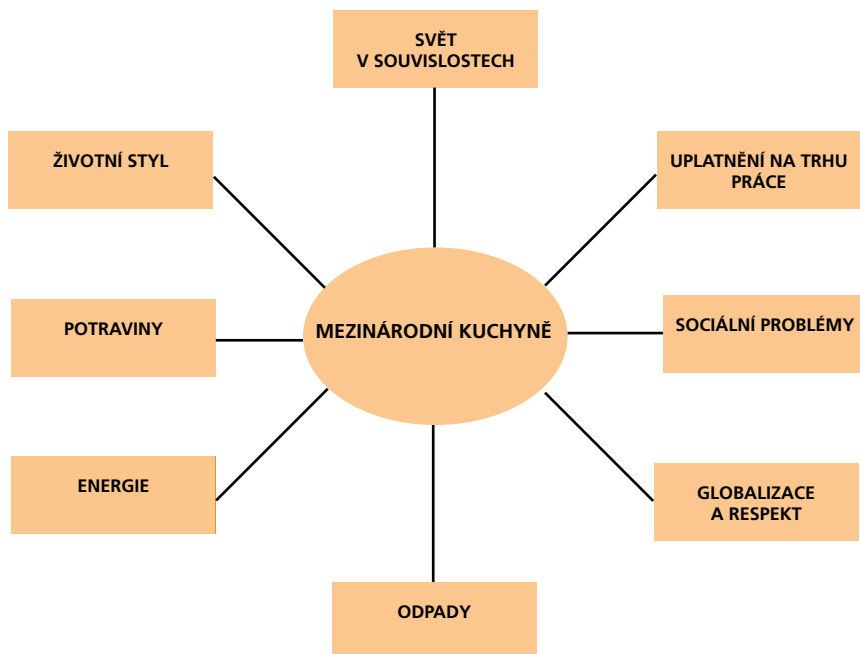 SVĚT
V SOUVISLOSTECH
ŽIVOTNÍ STYL
UPLATNĚNÍ NA TRHU
PRÁCE
POTRAVINY
MEZINÁRODNÍ KUCHYNĚ
SOCIÁLNÍ PROBLÉMY
ENERGIE
GLOBALIZACE
A RESPEKT
ODPADY